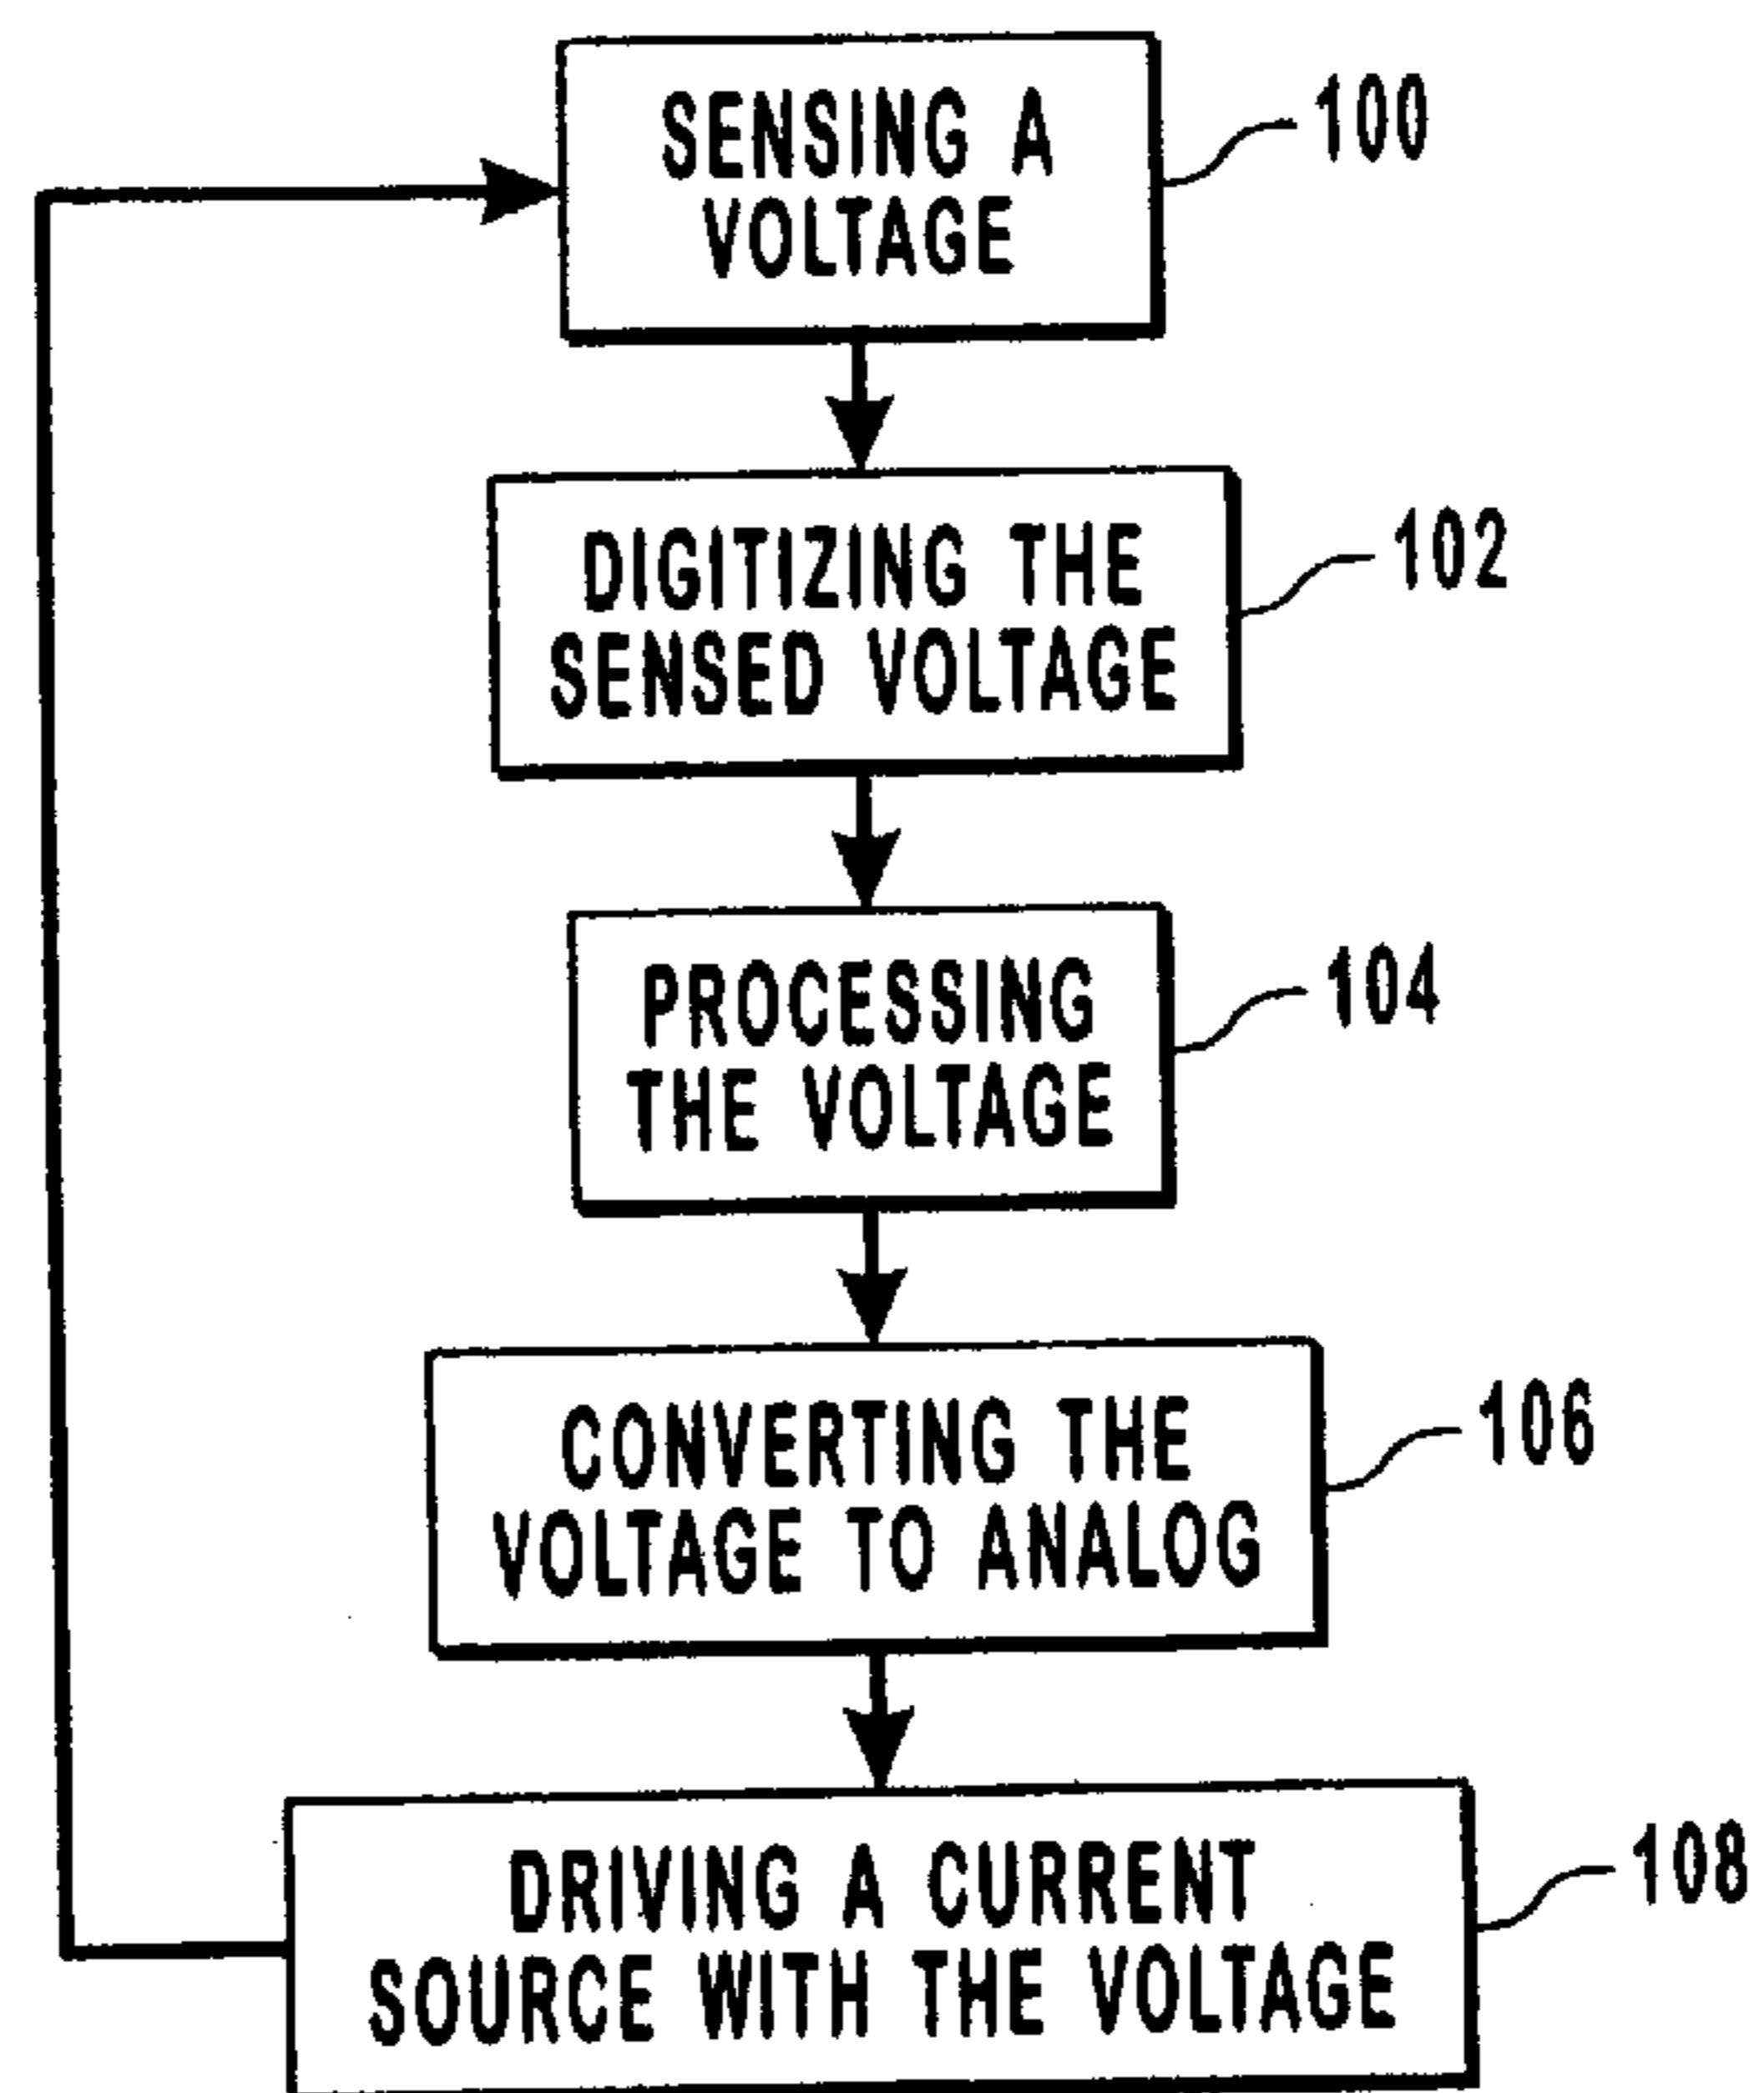 SENSING A
VOLTAGE
100
DIGITIZING THE
SENSED VOLTAGE
102
PROCESSING
THE VOLTAGE
104
CONVERTING THE
VOLTAGE TO ANALOG
106
DRIVING A CURRENT
SOURCE WITH THE VOLTAGE
108